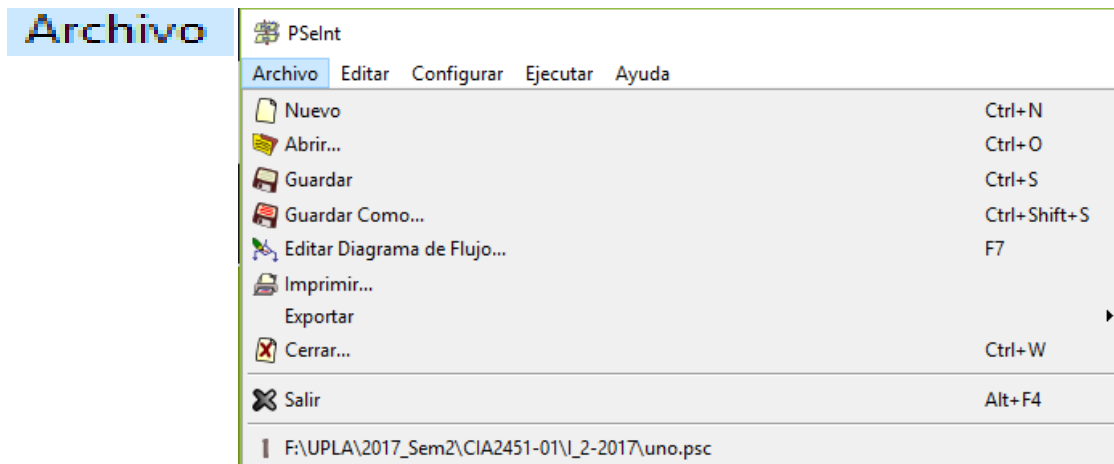 Archivo
PSeInt
Archivo Editar Configurar Ejecutar Ayuda
Nuevo Ctrl+N
Abrir... Ctrl+O
Guardar Ctrl+S
Guardar Como... Ctrl+Shift+S
Editar Diagrama de Flujo... F7
Imprimir...
Exportar
Cerrar... Ctrl+W
Salir Alt+F4
1 F:\UPLA\2017_Sem2\CIA2451-01\I_2-2017\uno.psc